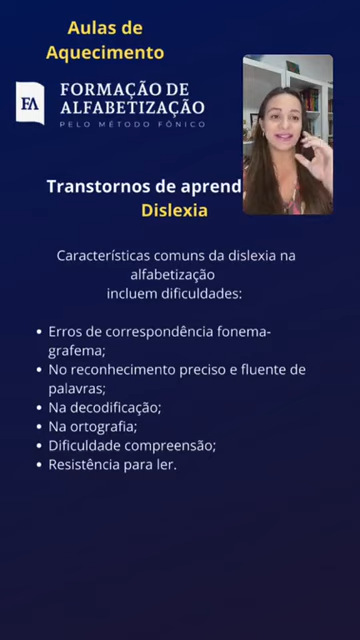 Aulas de
Aquecimento
FA
FORMAÇÃO DE
ALFABETIZAÇÃO
PELO MÉTODO FÔNICO
Transtornos de aprend
Dislexia
Características comuns da dislexia na
alfabetização
incluem dificuldades:
• Erros de correspondência fonema-
grafema;
• No reconhecimento preciso e fluente de
palavras;
• Na decodificação;
• Na ortografia;
• Dificuldade compreensão;
• Resistência para ler.